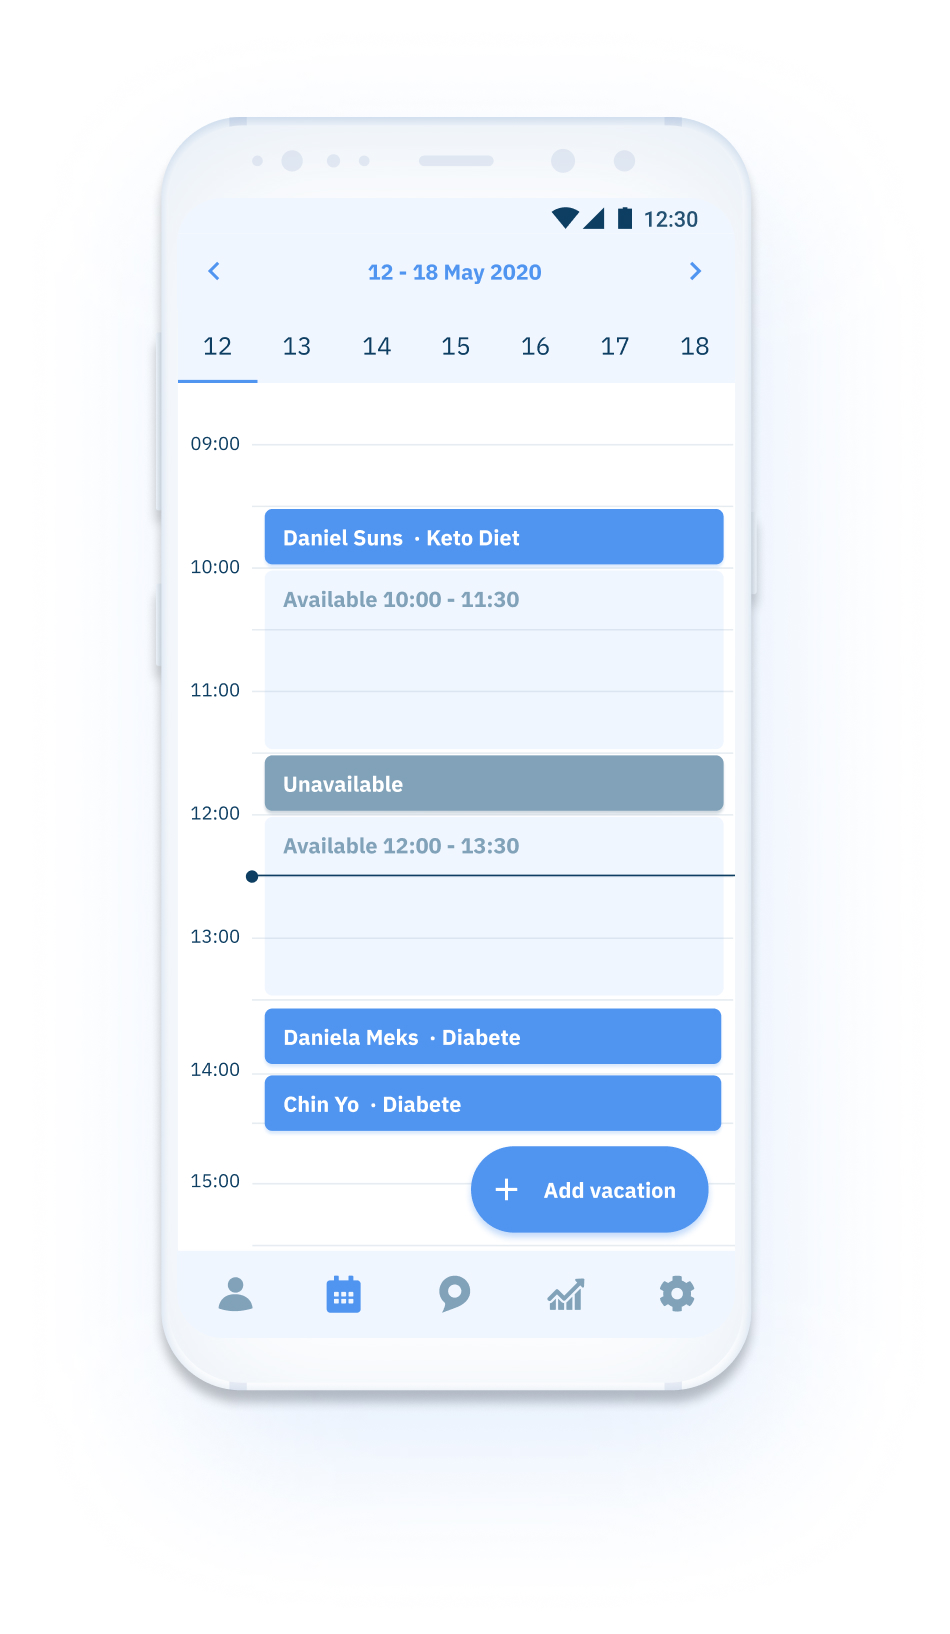 12:30
12 - 18 May 2020
12 13 14 15 16 17 18
09:00
Daniel Suns · Keto Diet
10:00
Available 10:00 - 11:30
11:00
Unavailable
12:00
Available 12:00 - 13:30
13:00
Daniela Meks · Diabete
14:00
Chin Yo · Diabete
15:00
+ Add vacation